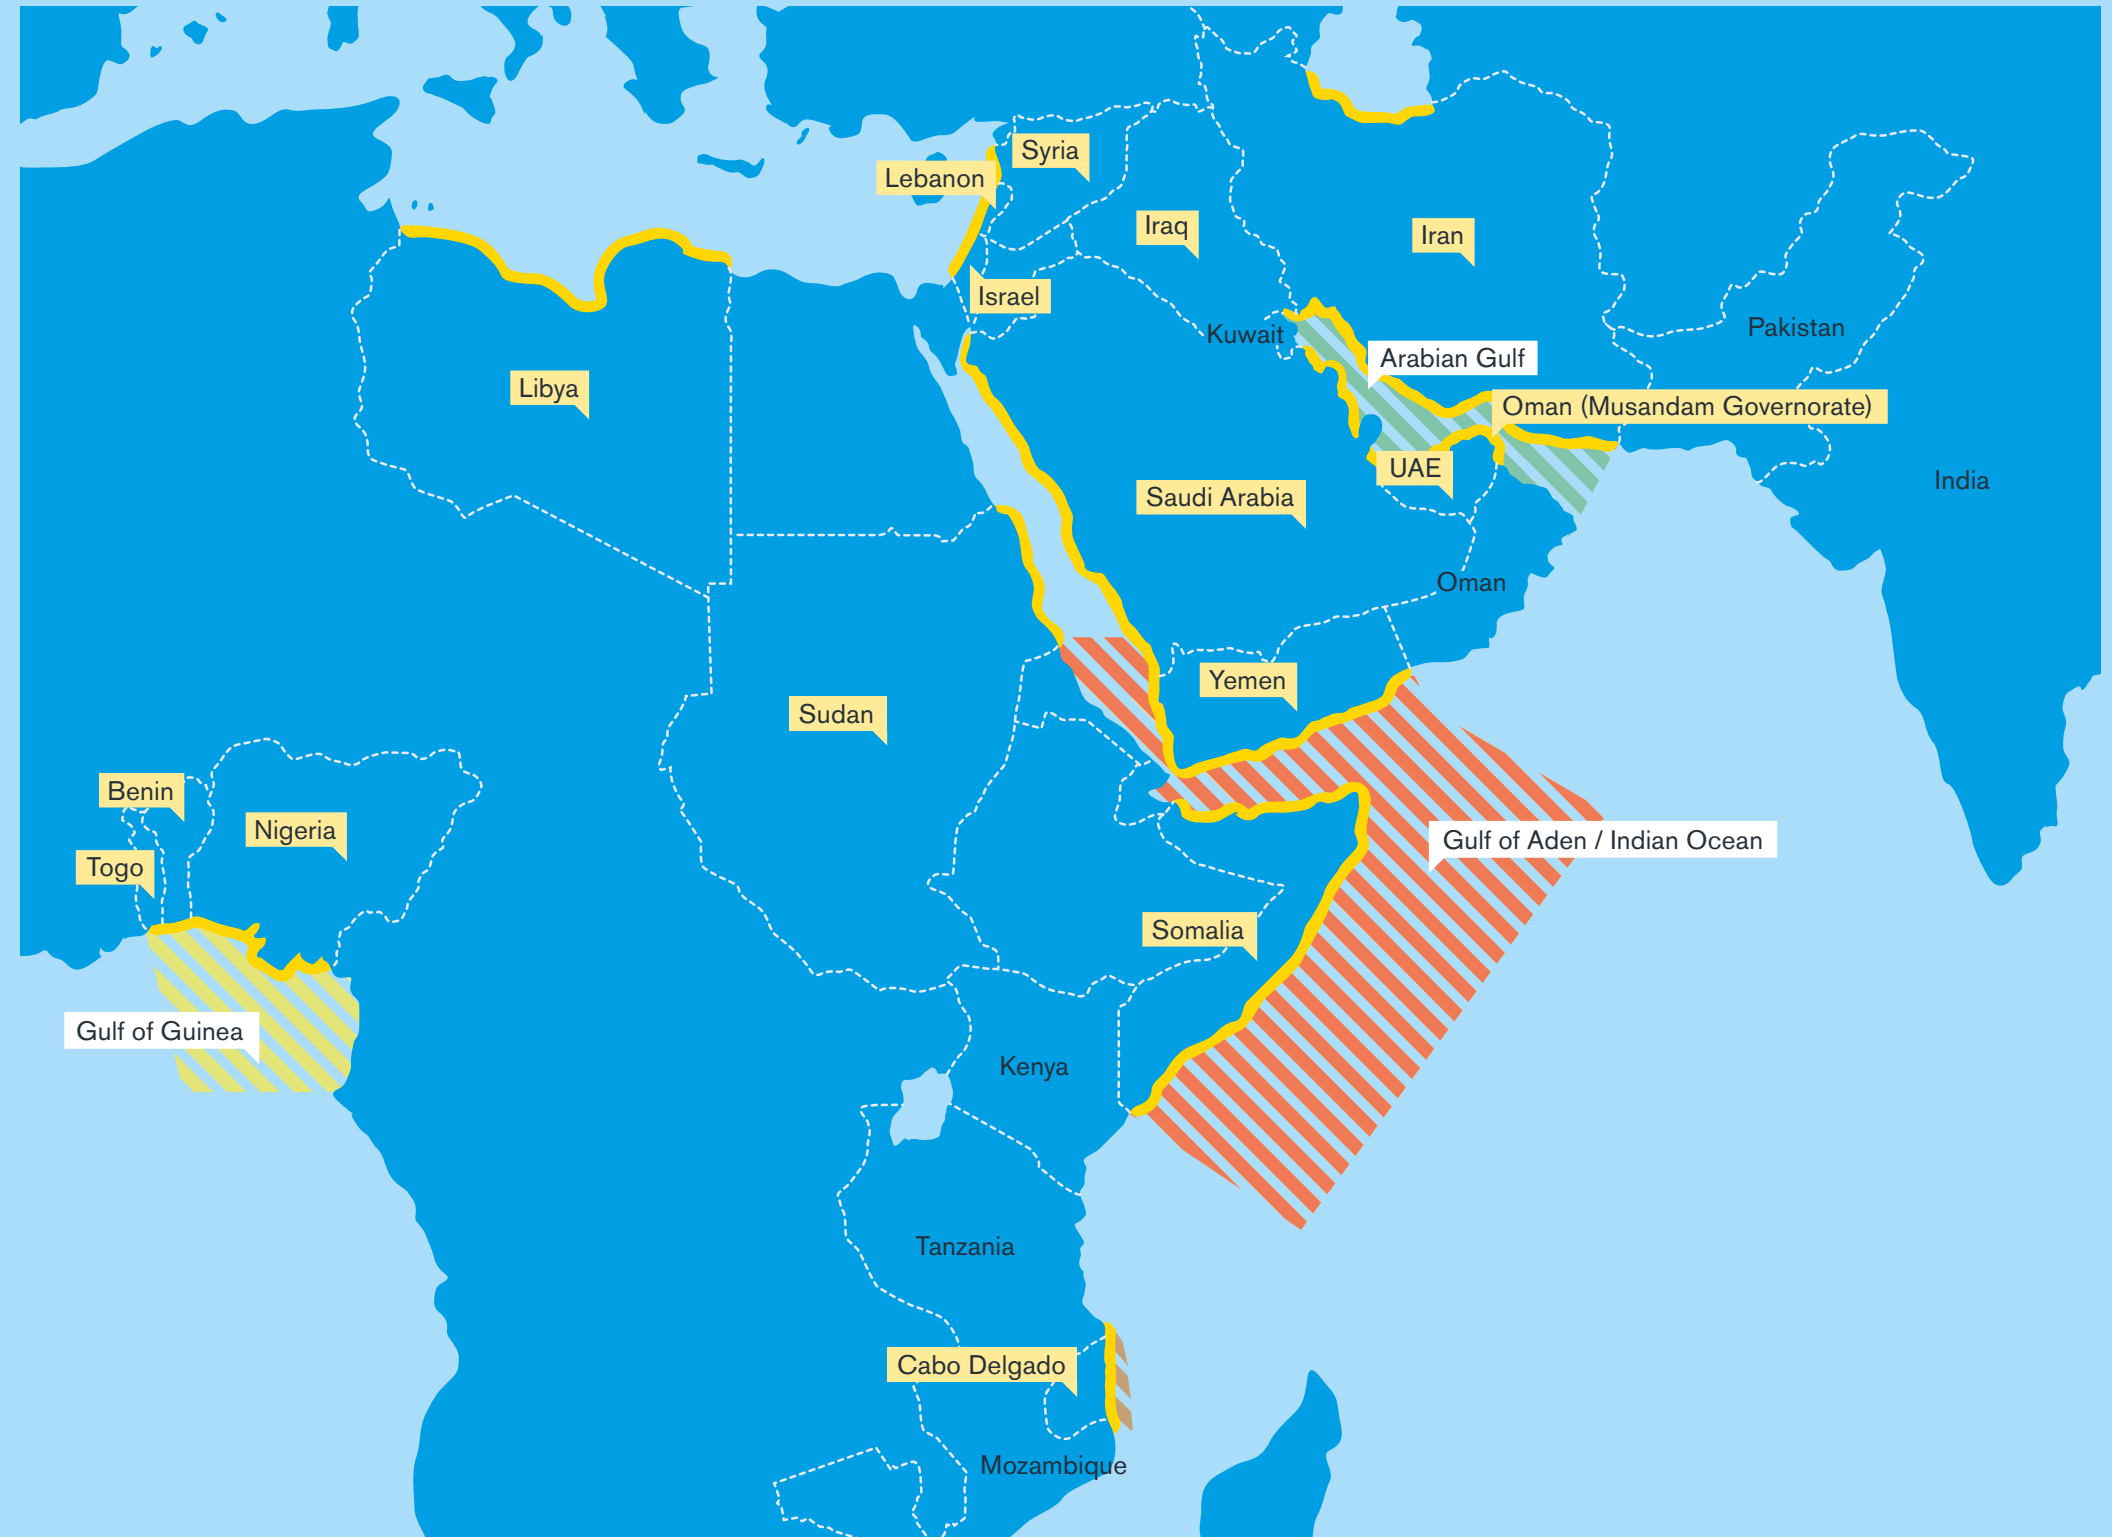 Syria
Lebanon
Iraq
Iran
Israel
Kuwait
Pakistan
Arabian Gulf
Libya
Oman (Musandam Governorate)
UAE
India
Saudi Arabia
Oman
Yemen
Sudan
Benin
Nigeria
Gulf of Aden / Indian Ocean
Togo
Somalia
Gulf of Guinea
Kenya
Tanzania
Cabo Delgado
Mozambique